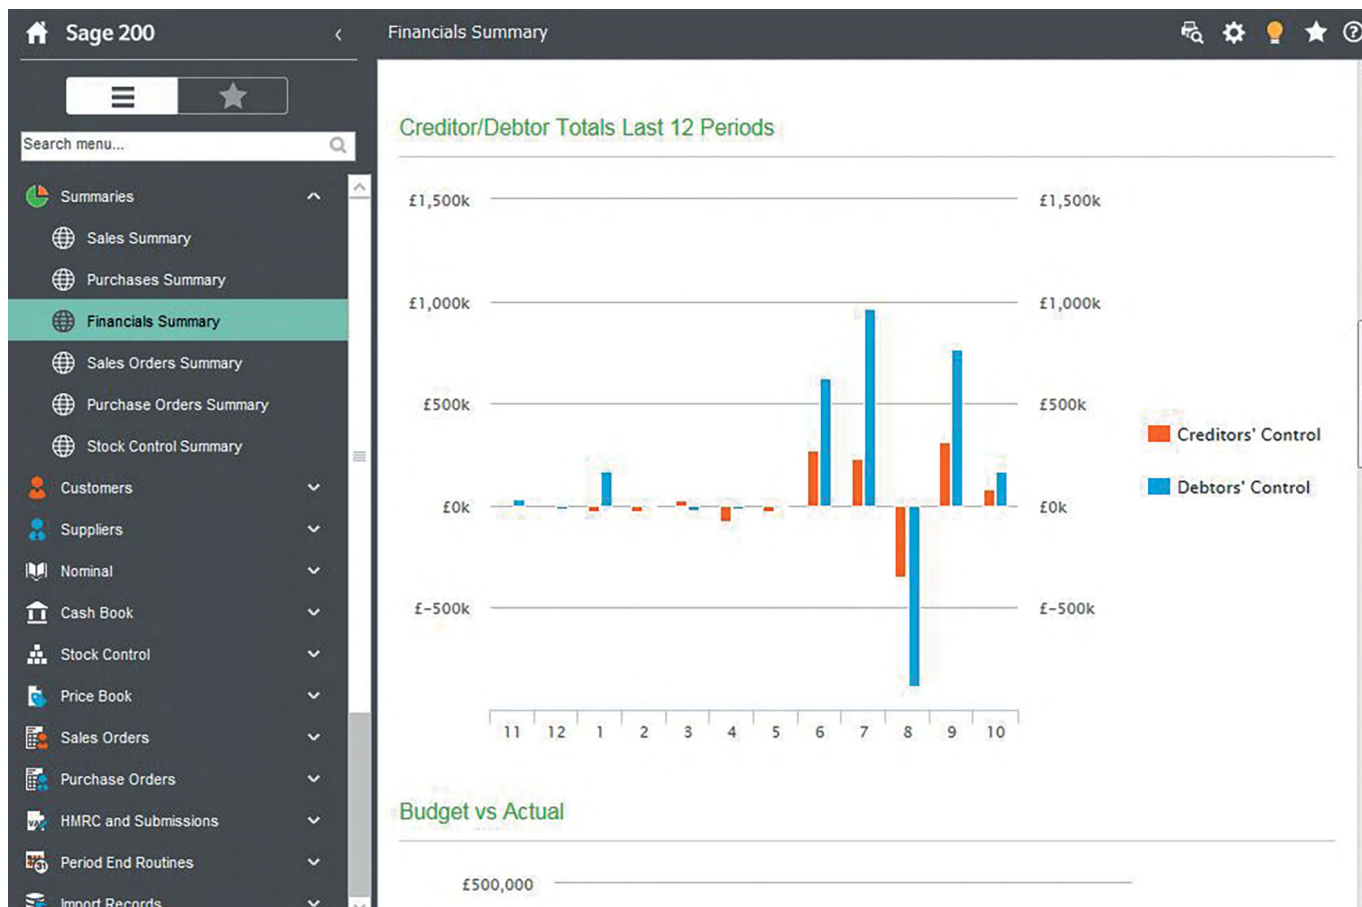 Sage 200
Financials Summary
Search menu...
Summaries
Sales Summary
Purchases Summary
Financials Summary
Sales Orders Summary
Purchase Orders Summary
Stock Control Summary
Customers
Suppliers
Nominal
Cash Book
Stock Control
Price Book
Sales Orders
Purchase Orders
HMRC and Submissions
Period End Routines
Import Records
Creditor/Debtor Totals Last 12 Periods
£1,500k £1,500k
£1,000k £1,000k
£500k £500k
£0k £0k
£-500k £-500k
11 12 1 2 3 4 5 6 7 8 9 10
Creditors' Control
Debtors' Control
Budget vs Actual
£500,000